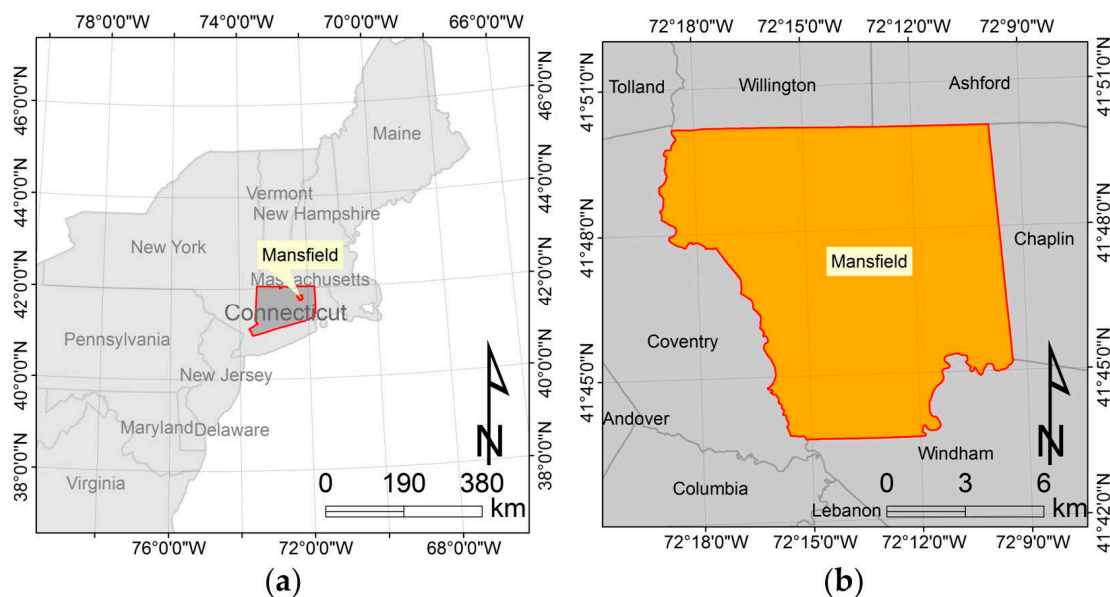 78°0'0"W
74°0'0"W
70°0'0"W
66°0'0"W
46°0'0"N
44°0'0"N
42°0'0"N
40°0'0"N
38°0'0"N
46°0'0"N
44°0'0"N
42°0'0"N
40°0'0"N
38°0'0"N
Maine
Vermont
New Hampshire
New York
Mansfield
Massachusetts
Connecticut
Pennsylvania
New Jersey
Maryland
Delaware
Virginia
N
0 190 380
km
76°0'0"W
72°0'0"W
68°0'0"W
(a)
72°18'0"W
72°15'0"W
72°12'0"W
72°9'0"W
41°51'0"N
41°48'0"N
41°45'0"N
41°51'0"N
41°48'0"N
41°45'0"N
41°42'0"N
Tolland
Willington
Ashford
Chaplin
Mansfield
Coventry
Andover
Windham
Columbia
Lebanon
N
0 3 6
km
72°18'0"W
72°15'0"W
72°12'0"W
72°9'0"W
(b)